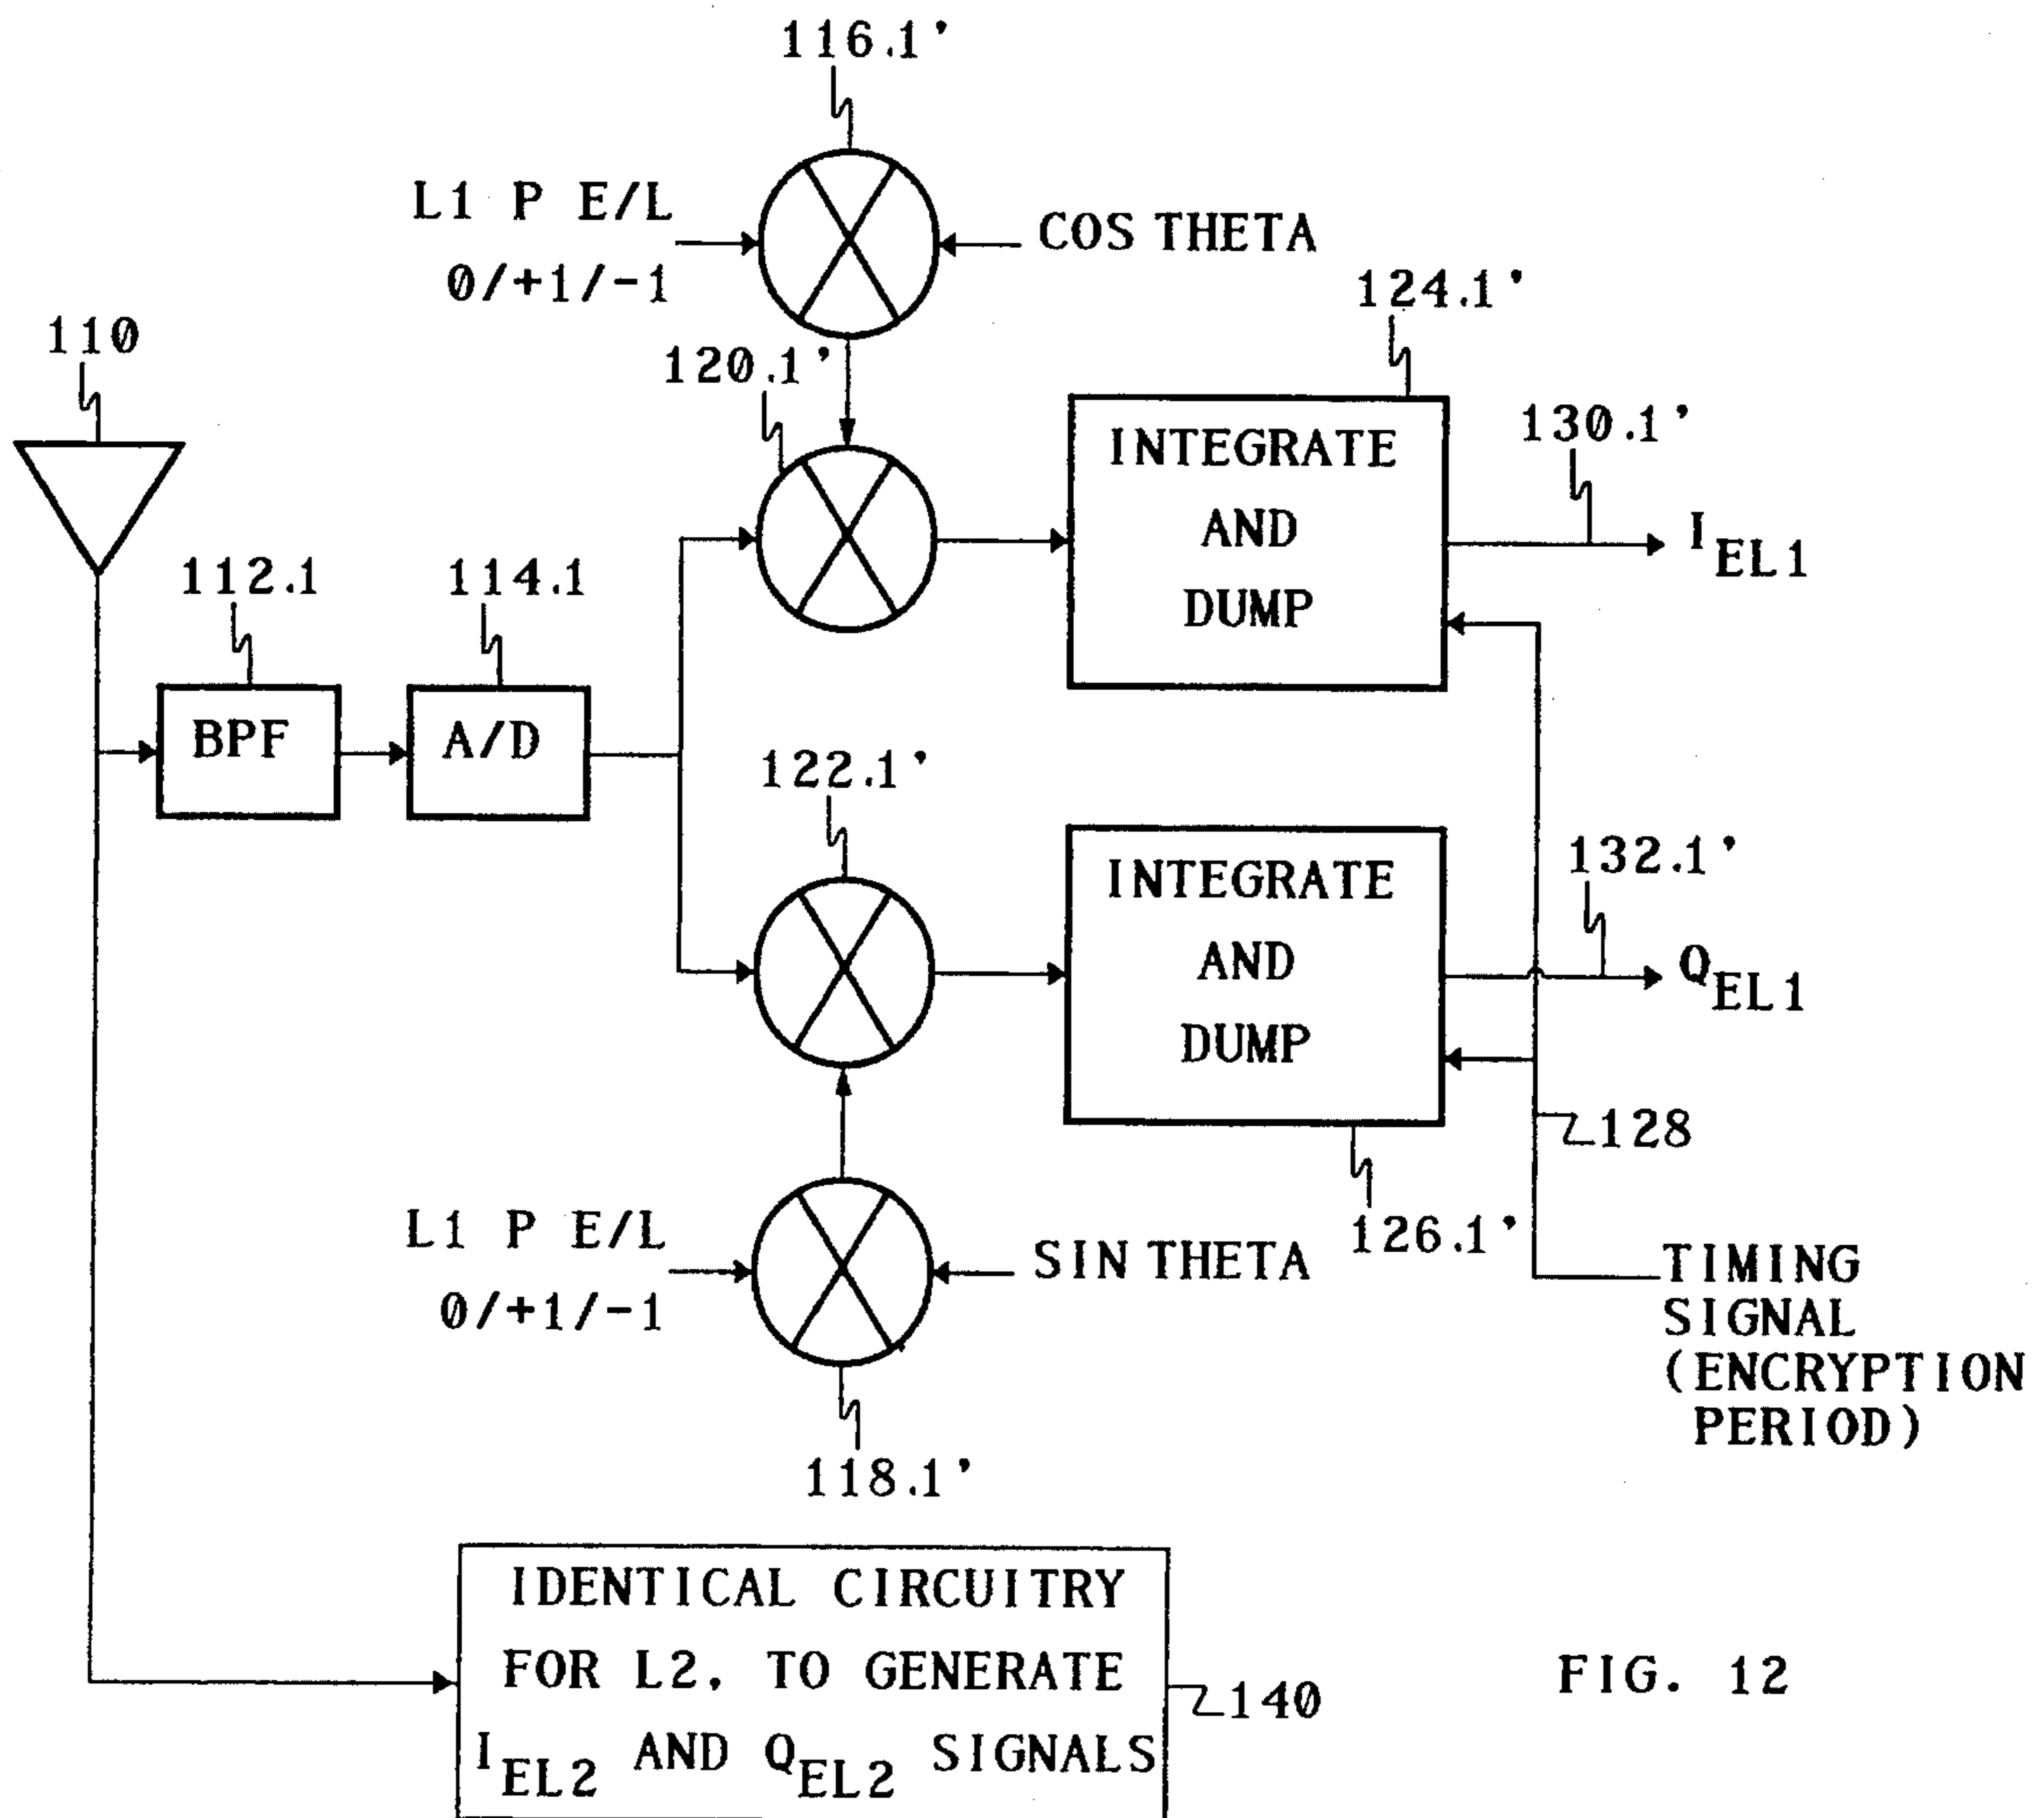 116.1'
L1 P E/L
0/+1/-1
COS THETA
124.1'
110
120.1'
130.1'
INTEGRATE
AND
DUMP
I EL1
112.1
114.1
BPF
A/D
122.1'
132.1'
INTEGRATE
AND
DUMP
Q EL1
128
L1 P E/L
0/+1/-1
SIN THETA
126.1'
TIMING
SIGNAL
(ENCRYPTION
PERIOD)
118.1'
IDENTICAL CIRCUITRY
FOR L2, TO GENERATE
I EL2 AND Q EL2 SIGNALS
140
FIG. 12